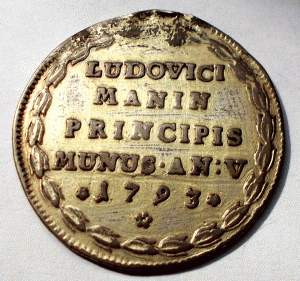 LUDOVICI
MANIN
PRINCIPIS
MUNUS·AN:V
*1793*